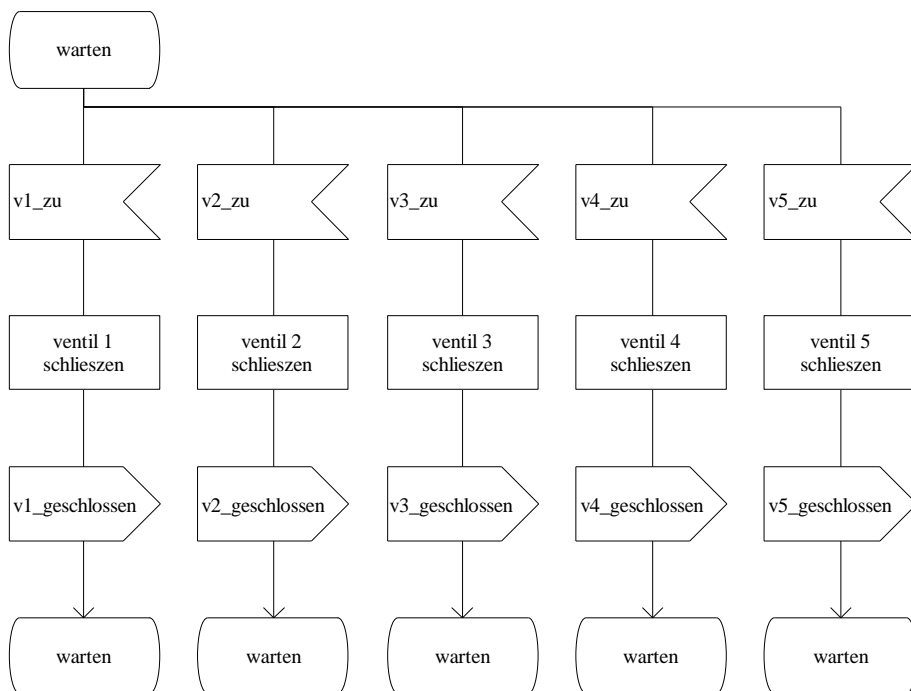 warten
v1_zu
v2_zu
v3_zu
v4_zu
v5_zu
ventil 1
schlieszen
ventil 2
schlieszen
ventil 3
schlieszen
ventil 4
schlieszen
ventil 5
schlieszen
v1_geschlossen
v2_geschlossen
v3_geschlossen
v4_geschlossen
v5_geschlossen
warten
warten
warten
warten
warten